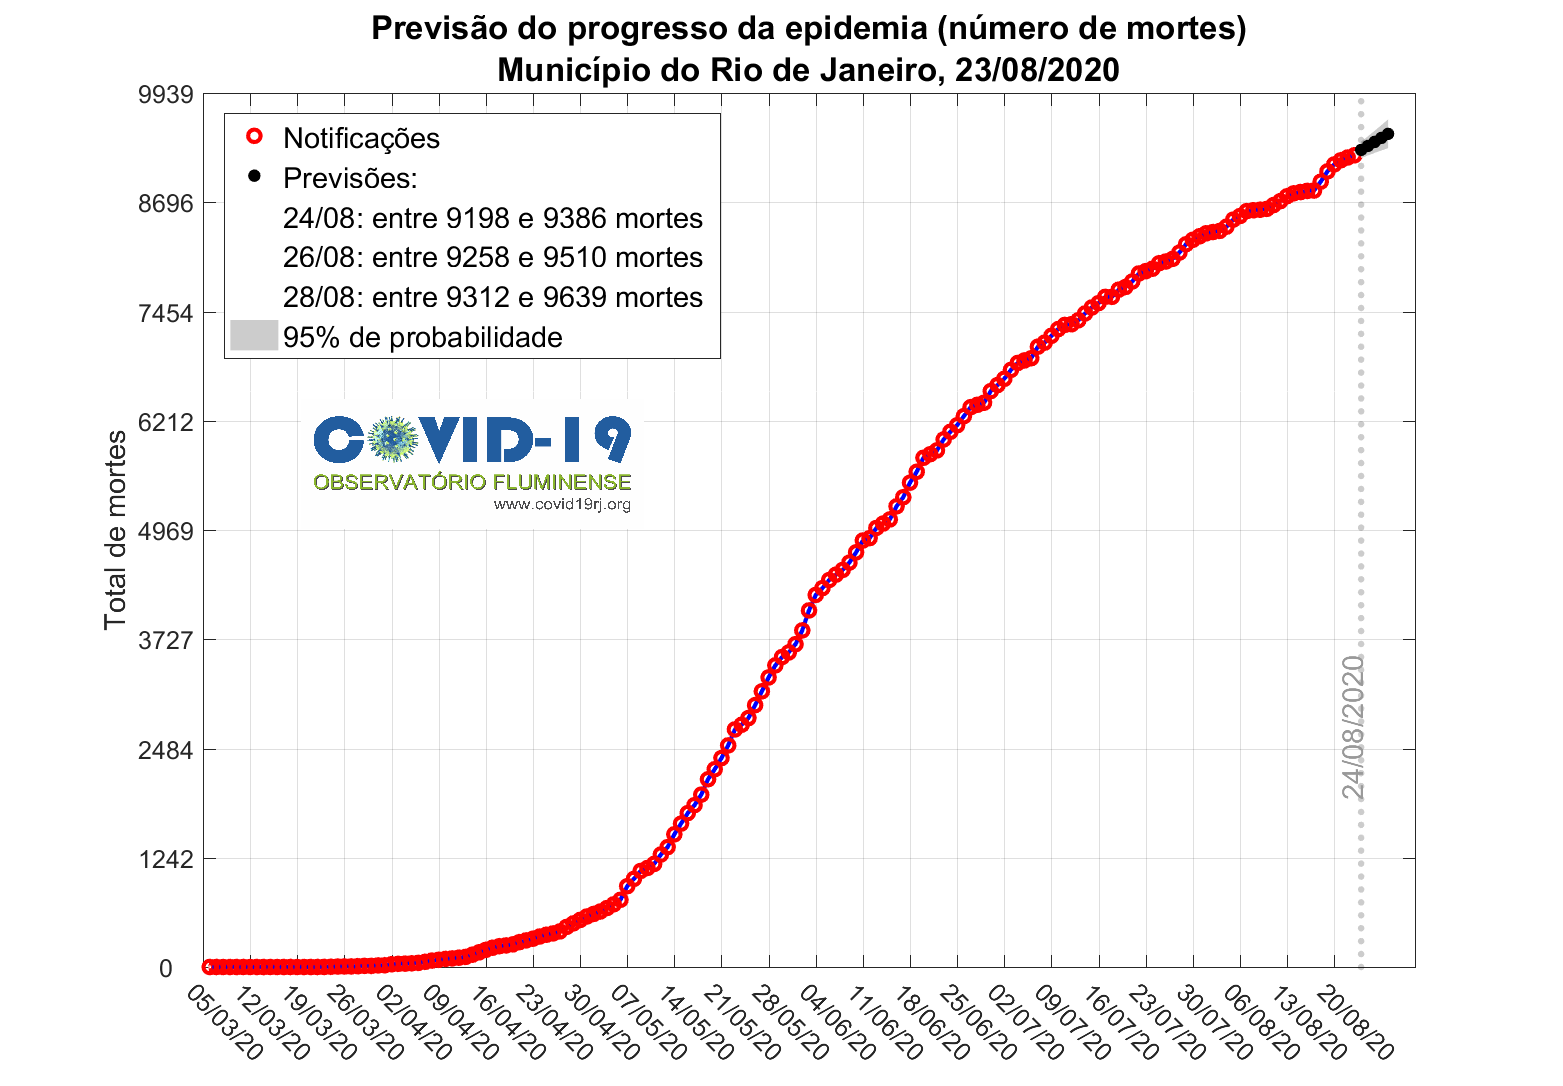 Previsão do progresso da epidemia (número de mortes)
Município do Rio de Janeiro, 23/08/2020
9939
8696
7454
6212
4969
3727
2484
1242
0
Total de mortes
Notificações
Previsões:
24/08: entre 9198 e 9386 mortes
26/08: entre 9258 e 9510 mortes
28/08: entre 9312 e 9639 mortes
95% de probabilidade
COVID-19
OBSERVATÓRIO FLUMINENSE
www.covid19rj.org
24/08/2020
05/03/20
12/03/20
19/03/20
26/03/20
02/04/20
09/04/20
16/04/20
23/04/20
30/04/20
07/05/20
14/05/20
21/05/20
28/05/20
04/06/20
11/06/20
18/06/20
25/06/20
02/07/20
09/07/20
16/07/20
23/07/20
30/07/20
06/08/20
13/08/20
20/08/20